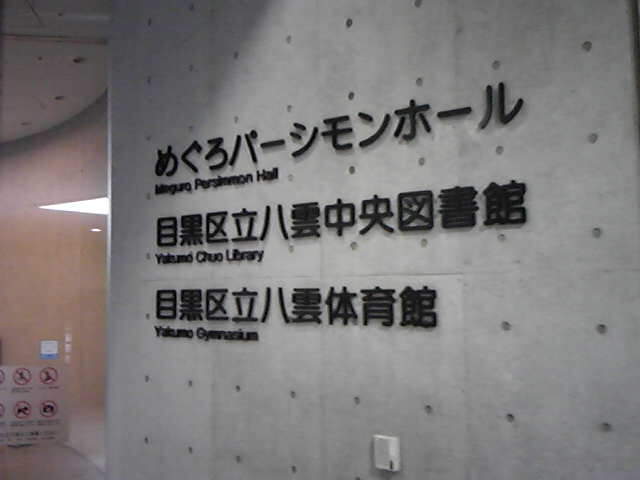 めぐろパーシモンホール
Meguro Persimmon Hall
目黒区立八雲中央図書館
Yakumo Chuo Library
目黒区立八雲体育館
Yakumo Gymnasium